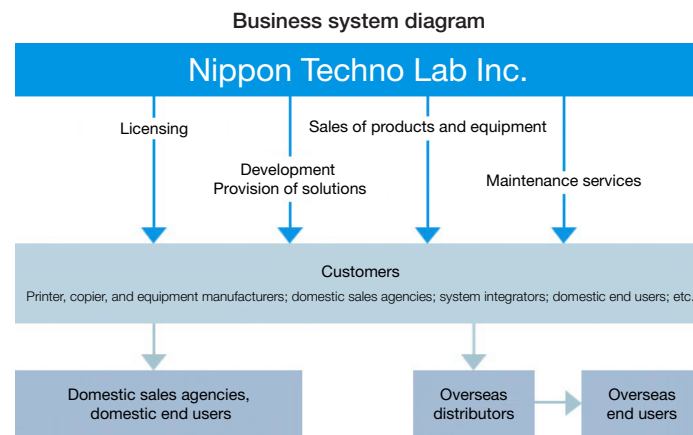 Business system diagram
Nippon Techno Lab Inc.
Licensing
Sales of products and equipment
Development
Provision of solutions
Maintenance services
Customers
Printer, copier, and equipment manufacturers; domestic sales agencies; system integrators; domestic end users; etc.
Domestic sales agencies,
domestic end users
Overseas
distributors
Overseas
end users